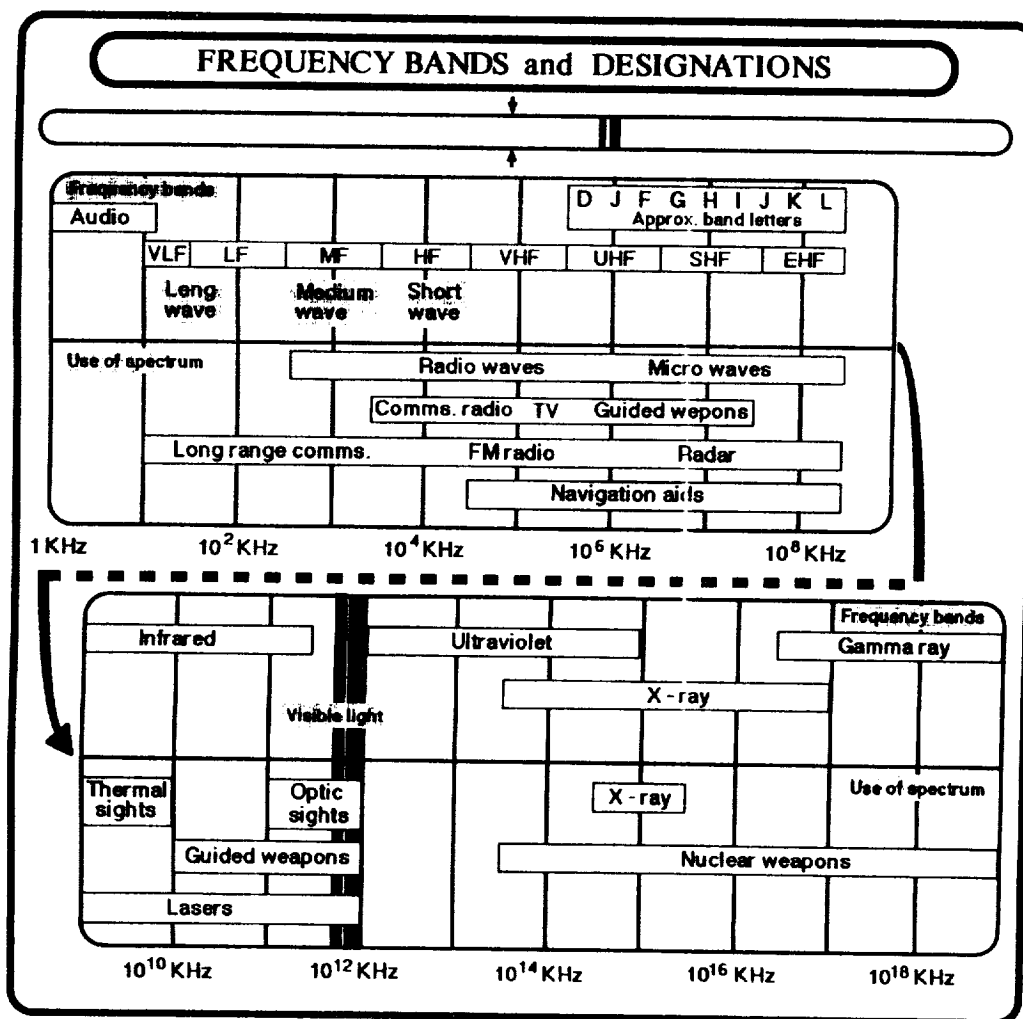 FREQUENCY BANDS and DESIGNATIONS
Frequency bands
Audio
D J F G H I J K L
Approx. band letters
VLF LF MF HF VHF UHF SHF EHF
Leng
wave
Medium
wave
Short
wave
Use of spectrum
Radio waves Micro waves
Comms. radio TV Guided wepons
Long range comms. FM radio Radar
Navigation aids
1 KHz 10² KHz 10⁴ KHz 10⁶ KHz 10⁸ KHz
Frequency bands
Infrared Ultraviolet Gamma ray
X - ray
Visible light
Thermal
sights
Optic
sights
X - ray
Use of spectrum
Guided weapons Nuclear weapons
Lasers
10¹⁰ KHz 10¹² KHz 10¹⁴ KHz 10¹⁶ KHz 10¹⁸ KHz